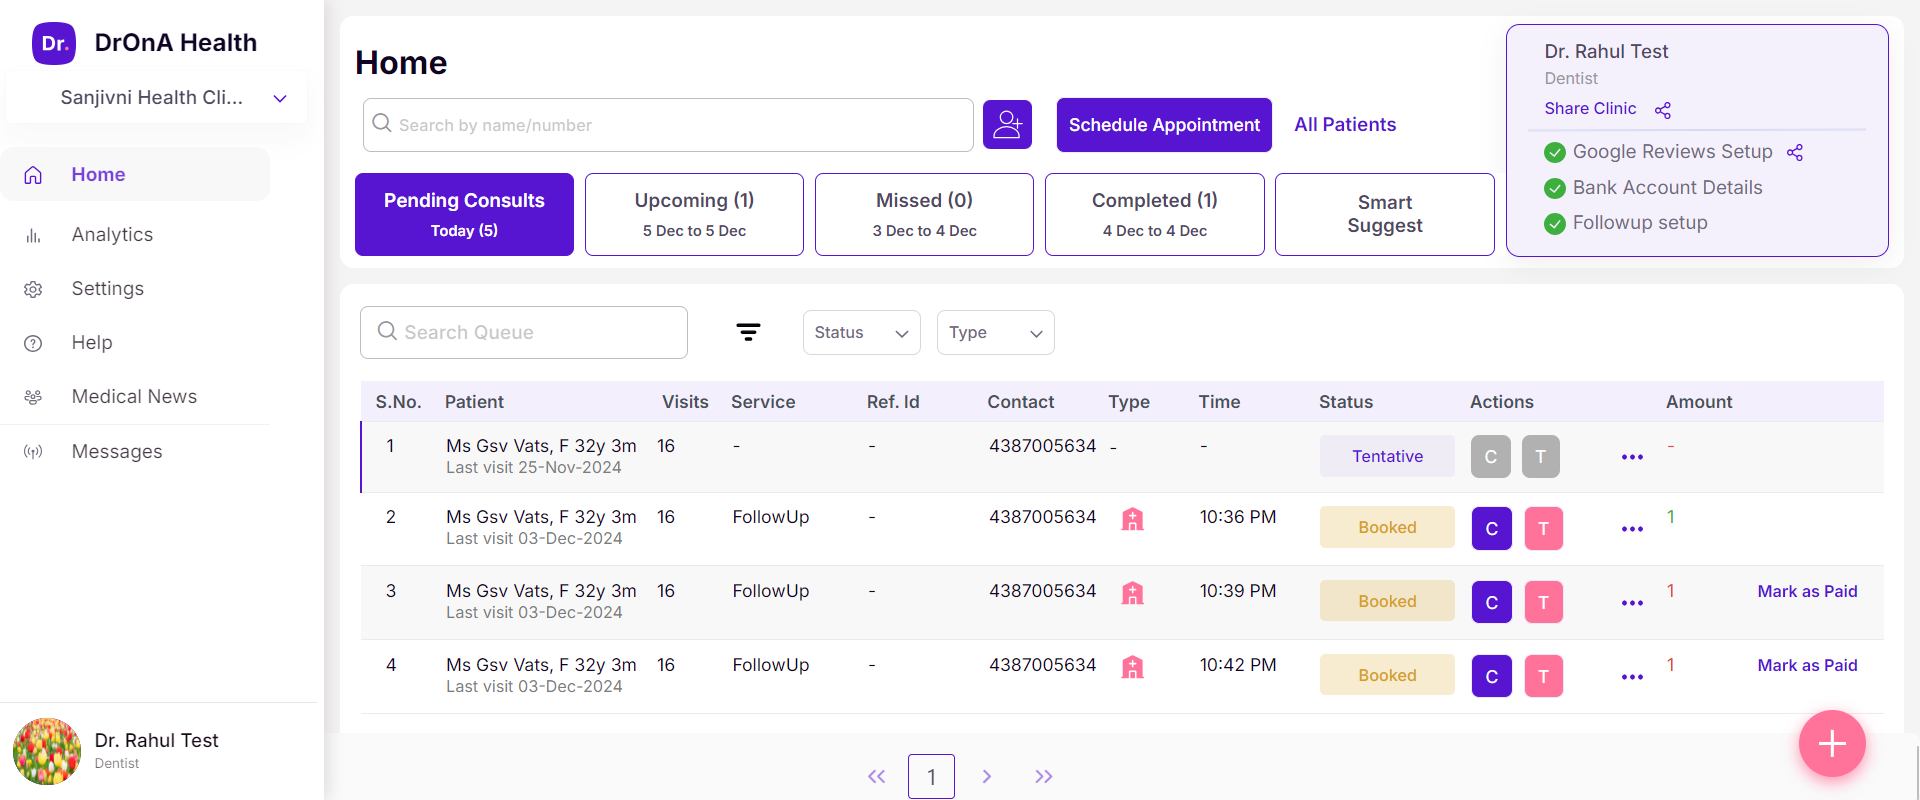 Dr.
DrOnA Health
Sanjivni Health Cli...
Home
Analytics
Settings
Help
Medical News
Messages
Dr. Rahul Test
Dentist
Home
Search by name/number
Schedule Appointment
All Patients
Pending Consults
Today (5)
Upcoming (1)
5 Dec to 5 Dec
Missed (0)
3 Dec to 4 Dec
Completed (1)
4 Dec to 4 Dec
Smart
Suggest
Dr. Rahul Test
Dentist
Share Clinic
Google Reviews Setup
Bank Account Details
Followup setup
Search Queue
Status
Type
S.No. Patient Visits Service Ref. Id Contact Type Time Status Actions Amount
1 Ms Gsv Vats, F 32y 3m 16 - - 4387005634 - - Tentative C T ••• -
Last visit 25-Nov-2024
2 Ms Gsv Vats, F 32y 3m 16 FollowUp - 4387005634 10:36 PM Booked C T ••• 1
Last visit 03-Dec-2024
3 Ms Gsv Vats, F 32y 3m 16 FollowUp - 4387005634 10:39 PM Booked C T ••• 1 Mark as Paid
Last visit 03-Dec-2024
4 Ms Gsv Vats, F 32y 3m 16 FollowUp - 4387005634 10:42 PM Booked C T ••• 1 Mark as Paid
Last visit 03-Dec-2024
1